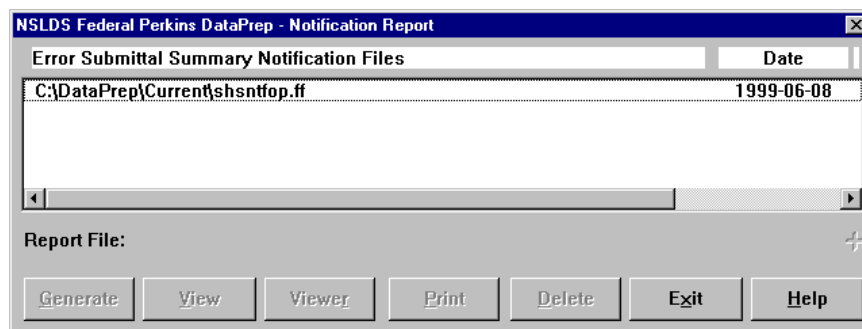 NSLDS Federal Perkins DataPrep - Notification Report
Error Submittal Summary Notification Files Date
C:\DataPrep\Current\shsntfop.ff 1999-06-08
Report File:
Generate View Viewer Print Delete Exit Help